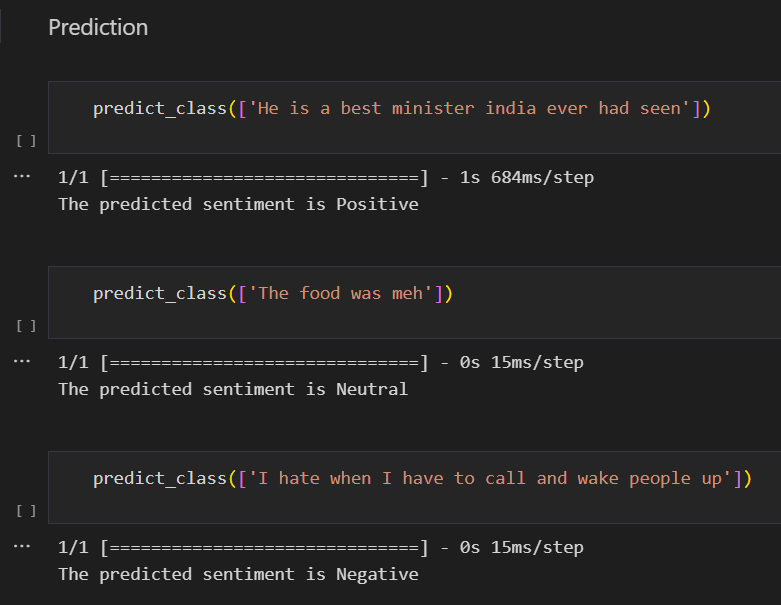 Prediction
predict_class(['He is a best minister india ever had seen'])
[ ]
... 1/1 [==============================] - 1s 684ms/step
The predicted sentiment is Positive
predict_class(['The food was meh'])
[ ]
... 1/1 [==============================] - 0s 15ms/step
The predicted sentiment is Neutral
predict_class(['I hate when I have to call and wake people up'])
[ ]
... 1/1 [==============================] - 0s 15ms/step
The predicted sentiment is Negative